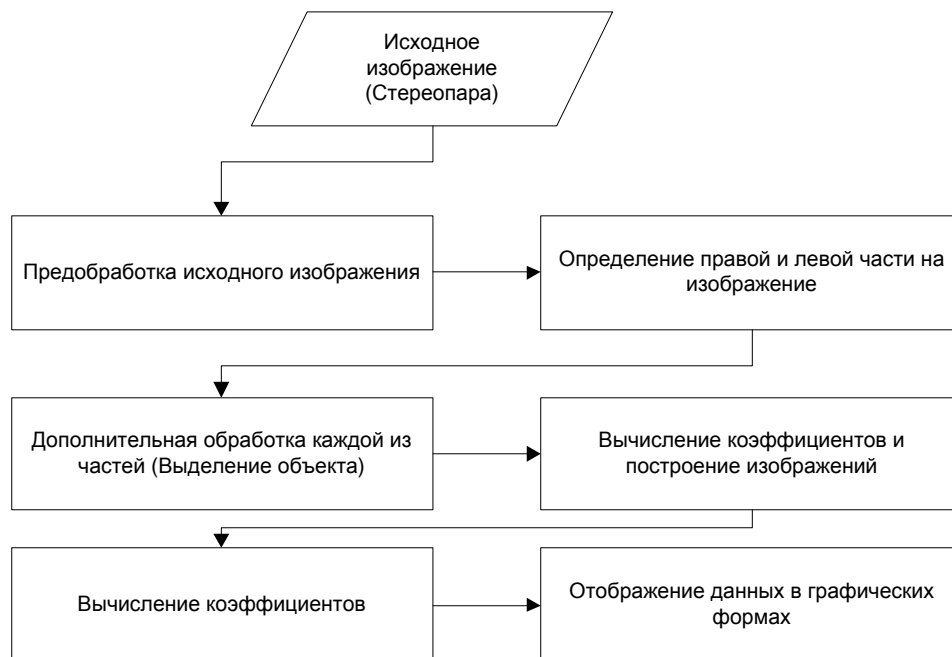 Исходное
изображение
(Стереопара)
Предобработка исходного изображения
Определение правой и левой части на
изображение
Дополнительная обработка каждой из
частей (Выделение объекта)
Вычисление коэффициентов и
построение изображений
Вычисление коэффициентов
Отображение данных в графических
формах